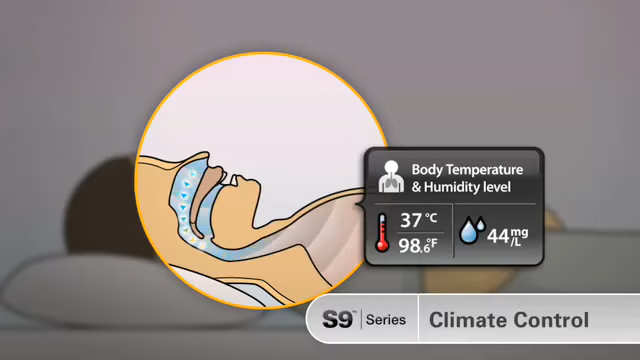 Body Temperature
& Humidity level
37 °C
98.6°F
44 mg/L
S9™ Series
Climate Control